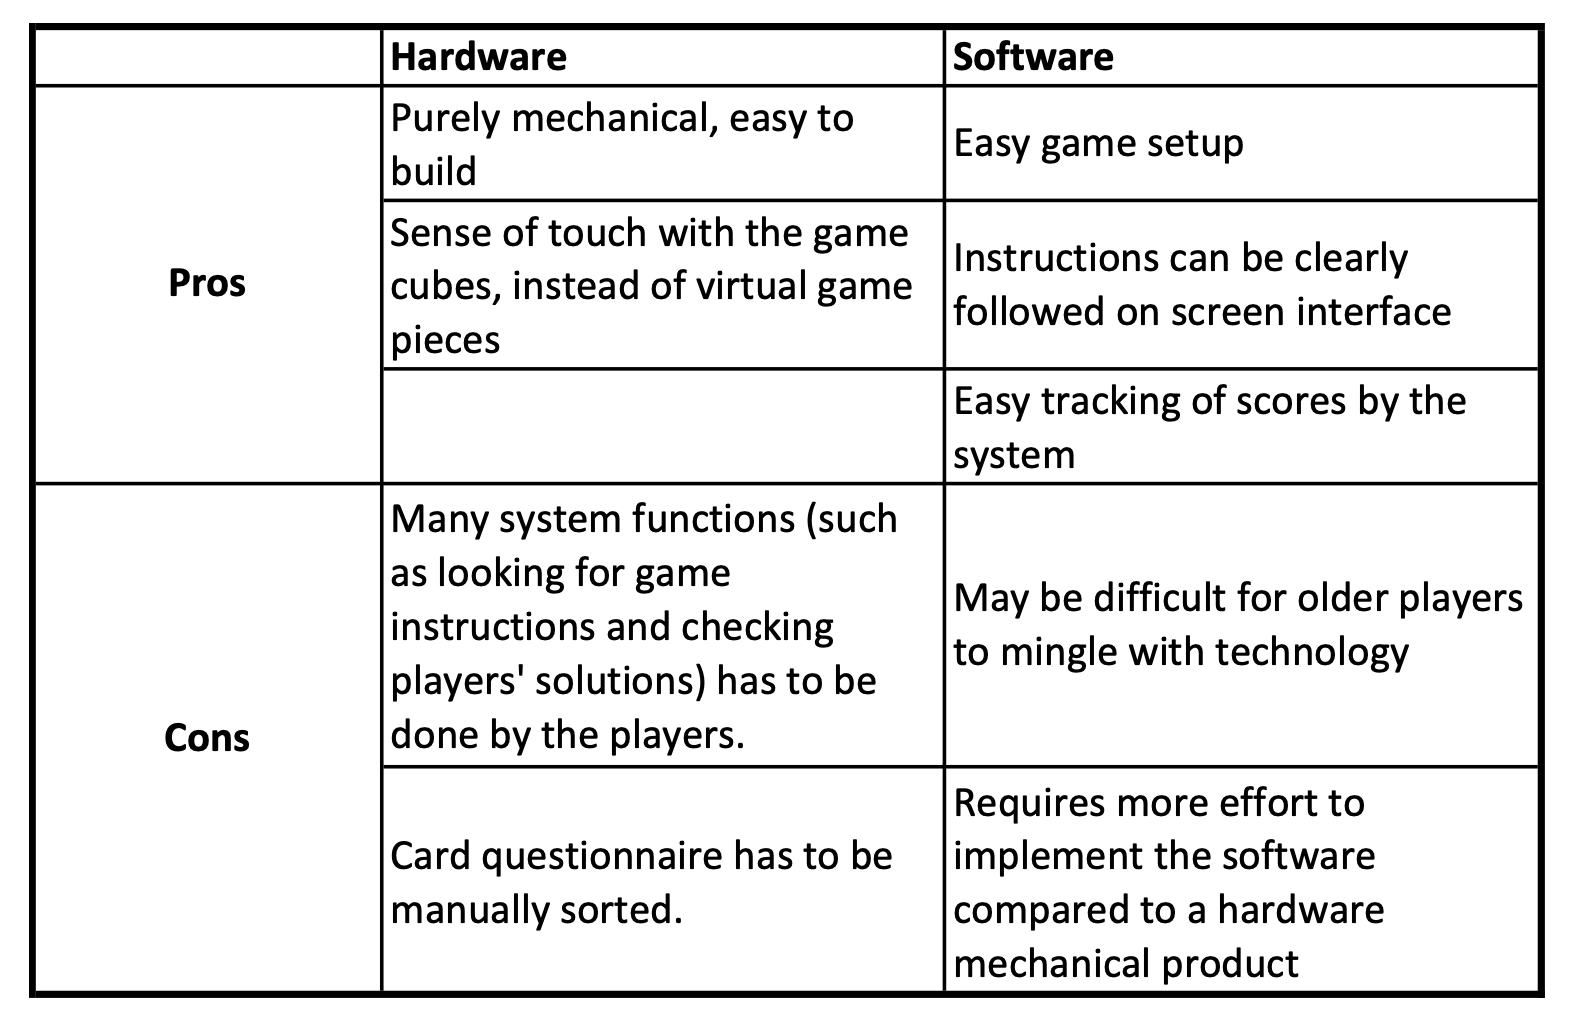 Hardware
Software
Pros
Purely mechanical, easy to
build
Easy game setup
Sense of touch with the game
cubes, instead of virtual game
pieces
Instructions can be clearly
followed on screen interface
Easy tracking of scores by the
system
Cons
Many system functions (such
as looking for game
instructions and checking
players' solutions) has to be
done by the players.
May be difficult for older players
to mingle with technology
Card questionnaire has to be
manually sorted.
Requires more effort to
implement the software
compared to a hardware
mechanical product